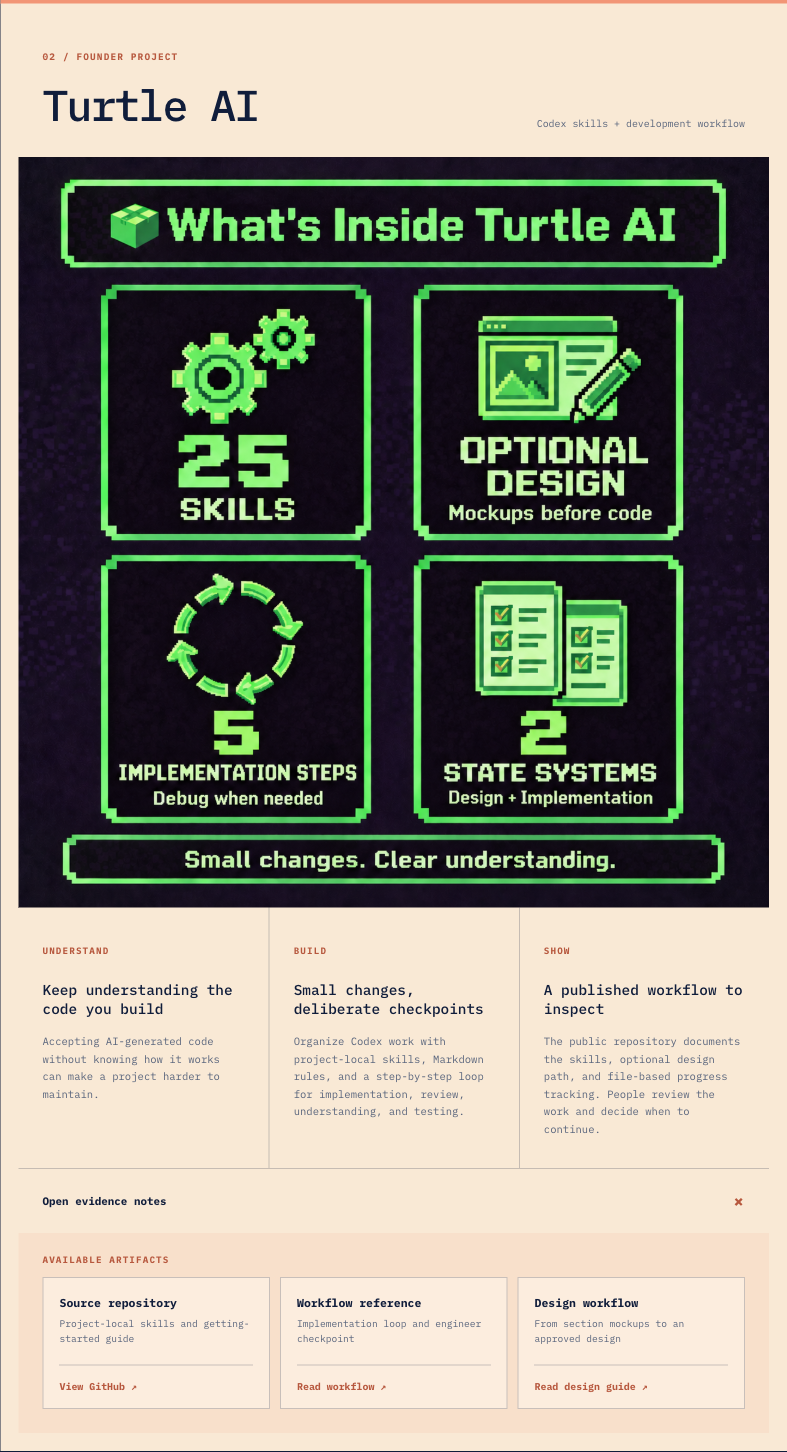 02 / FOUNDER PROJECT
Turtle AI
Codex skills + development workflow
What's Inside Turtle AI
25
SKILLS
OPTIONAL
DESIGN
Mockups before code
5
IMPLEMENTATION STEPS
Debug when needed
2
STATE SYSTEMS
Design + Implementation
Small changes. Clear understanding.
UNDERSTAND
Keep understanding the
code you build
Accepting AI-generated code
without knowing how it works
can make a project harder to
maintain.
BUILD
Small changes,
deliberate checkpoints
Organize Codex work with
project-local skills, Markdown
rules, and a step-by-step loop
for implementation, review,
understanding, and testing.
SHOW
A published workflow to
inspect
The public repository documents
the skills, optional design
path, and file-based progress
tracking. People review the
work and decide when to
continue.
Open evidence notes
AVAILABLE ARTIFACTS
Source repository
Project-local skills and getting-
started guide
View GitHub ↗
Workflow reference
Implementation loop and engineer
checkpoint
Read workflow ↗
Design workflow
From section mockups to an
approved design
Read design guide ↗